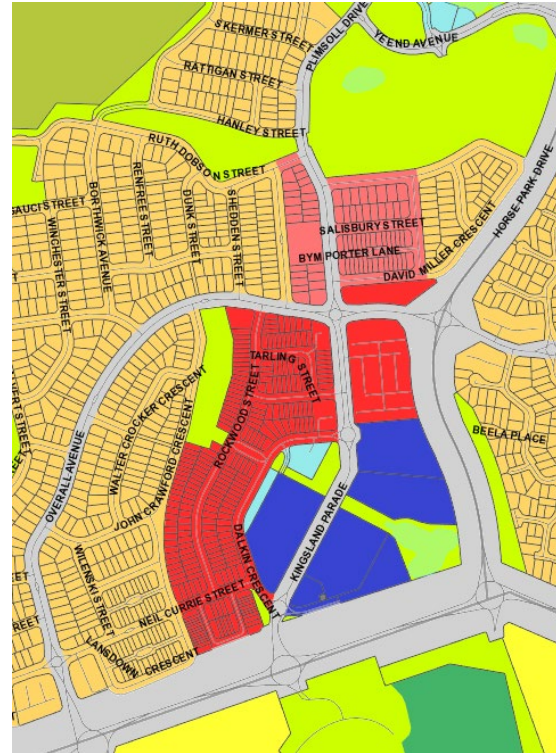 SKERMER STREET
PLIMSOLL DRIVE
YEEND AVENUE
RATTIGAN STREET
HANLEY STREET
RUTH DOBSON STREET
HORSE PARK DRIVE
RENFREE STREET
BORTHWICK AVENUE
DUNK STREET
SHEDDEN STREET
GAUCI STREET
WINCHESTER STREET
SALISBURY STREET
BYM PORTER LANE
DAVID MILLER CRESCENT
TARLING STREET
ROCKWOOD STREET
WALTER CROCKER CRESCENT
JOHN CRAWFORD CRESCENT
OVERALL AVENUE
BEELA PLACE
KINGSLAND PARADE
DALKIN CRESCENT
NEIL CURRIE STREET
WILENSKI STREET
LANSDOWN CRESCENT